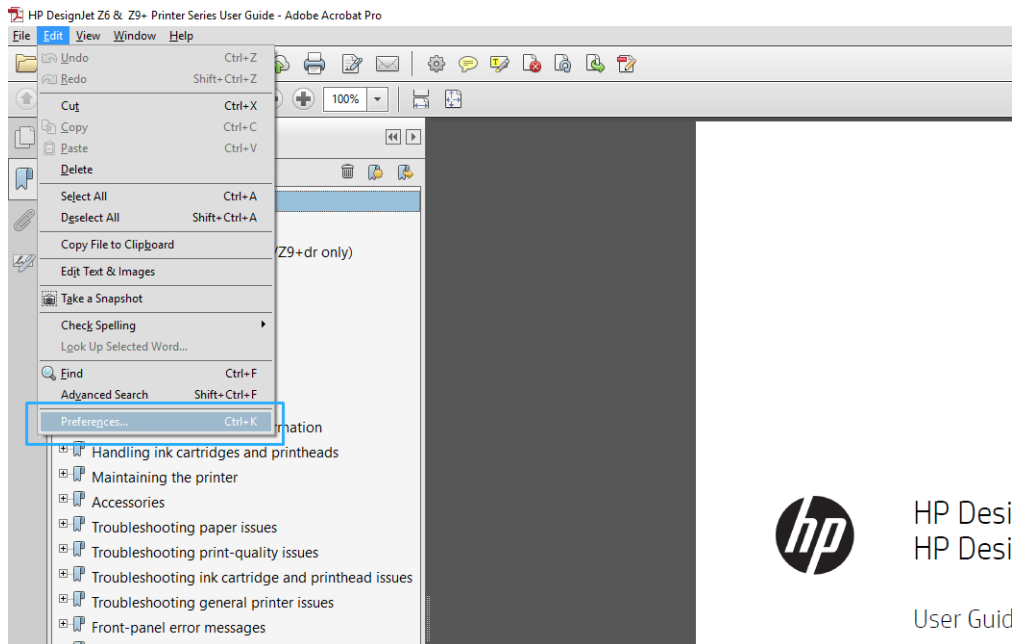 HP DesignJet Z6 & Z9+ Printer Series User Guide - Adobe Acrobat Pro
File Edit View Window Help
Undo Ctrl+Z
Redo Shift+Ctrl+Z
100%
Cut Ctrl+X
Copy Ctrl+C
Paste Ctrl+V
Delete
Select All Ctrl+A
Deselect All Shift+Ctrl+A
Copy File to Clipboard
/Z9+dr only)
Edit Text & Images
Take a Snapshot
Check Spelling
Look Up Selected Word...
Find Ctrl+F
Advanced Search Shift+Ctrl+F
Preferences... Ctrl+K
mation
Handling ink cartridges and printheads
Maintaining the printer
Accessories
Troubleshooting paper issues
Troubleshooting print-quality issues
Troubleshooting ink cartridge and printhead issues
Troubleshooting general printer issues
Front-panel error messages
hp
HP Desi
HP Desi
User Guid